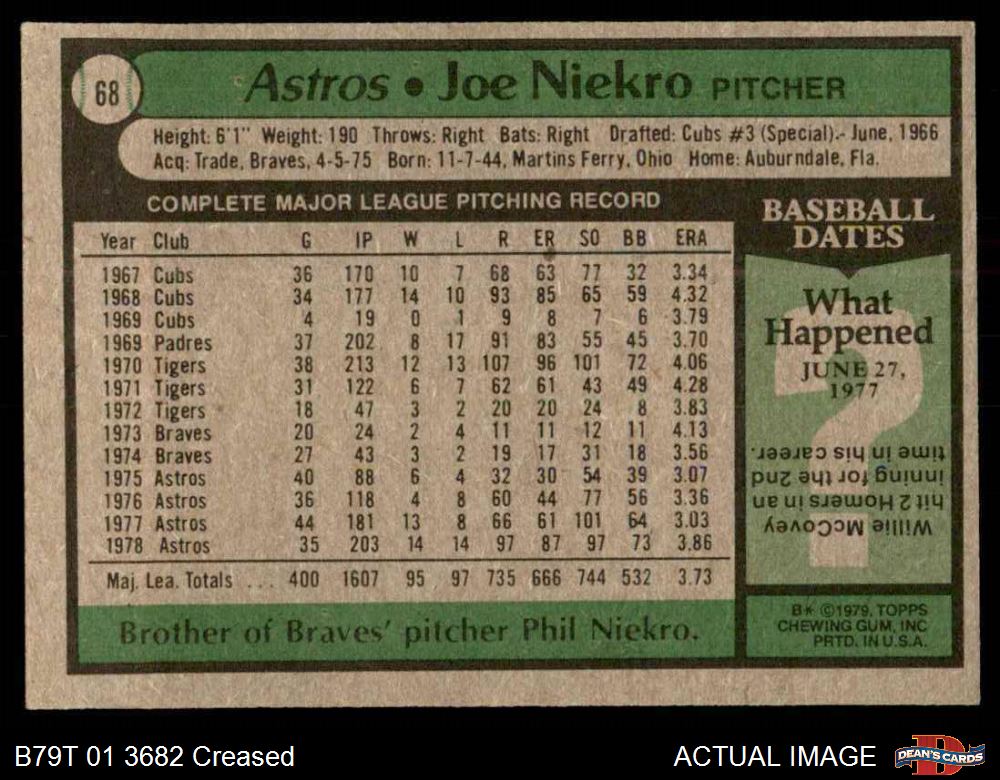 68
Astros • Joe Niekro PITCHER
Height: 6'1" Weight: 190 Throws: Right Bats: Right Drafted: Cubs #3 (Special).- June, 1966
Acq: Trade, Braves, 4-5-75 Born: 11-7-44, Martins Ferry, Ohio Home: Auburndale, Fla.
COMPLETE MAJOR LEAGUE PITCHING RECORD
Year Club G IP W L R ER SO BB ERA
1967 Cubs 36 170 10 7 68 63 77 32 3.34
1968 Cubs 34 177 14 10 93 85 65 59 4.32
1969 Cubs 4 19 0 1 9 8 7 6 3.79
1969 Padres 37 202 8 17 91 83 55 45 3.70
1970 Tigers 38 213 12 13 107 96 101 72 4.06
1971 Tigers 31 122 6 7 62 61 43 49 4.28
1972 Tigers 18 47 3 2 20 20 24 8 3.83
1973 Braves 20 24 2 4 11 11 12 11 4.13
1974 Braves 27 43 3 2 19 17 31 18 3.56
1975 Astros 40 88 6 4 32 30 54 39 3.07
1976 Astros 36 118 4 8 60 44 77 56 3.36
1977 Astros 44 181 13 8 66 61 101 64 3.03
1978 Astros 35 203 14 14 97 87 97 73 3.86
Maj. Lea. Totals ... 400 1607 95 97 735 666 744 532 3.73
Brother of Braves' pitcher Phil Niekro.
BASEBALL
DATES
What
Happened
JUNE 27,
1977
?
Willie McCovey
hit 2 Homers in an
inning for the 2nd
time in his career.
B* ©1979, TOPPS
CHEWING GUM, INC
PRTD. IN U.S.A.
B79T 01 3682 Creased
ACTUAL IMAGE
D
DEAN'S CARDS